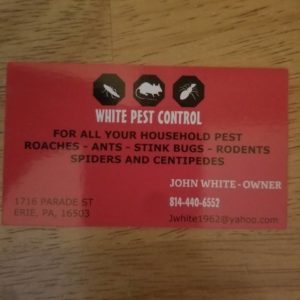 WHITE PEST CONTROL
FOR ALL YOUR HOUSEHOLD PEST
ROACHES - ANTS - STINK BUGS - RODENTS
SPIDERS AND CENTIPEDES
JOHN WHITE - OWNER
1716 PARADE ST
814-440-6552
ERIE, PA, 16503
Jwhite1962@yahoo.com